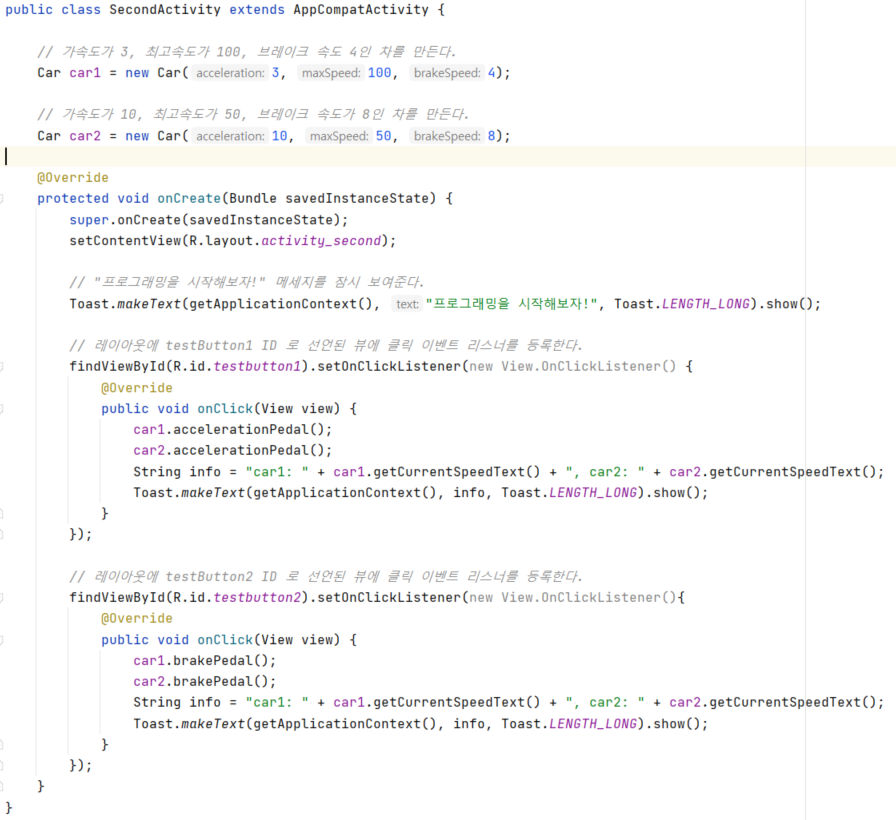 public class SecondActivity extends AppCompatActivity {
// 가속도가 3, 최고속도가 100, 브레이크 속도 4인 차를 만든다.
Car car1 = new Car( acceleration: 3, maxSpeed: 100, brakeSpeed: 4);
// 가속도가 10, 최고속도가 50, 브레이크 속도가 8인 차를 만든다.
Car car2 = new Car( acceleration: 10, maxSpeed: 50, brakeSpeed: 8);
@Override
protected void onCreate(Bundle savedInstanceState) {
super.onCreate(savedInstanceState);
setContentView(R.layout.activity_second);
// "프로그래밍을 시작해보자!" 메세지를 잠시 보여준다.
Toast.makeText(getApplicationContext(), text: "프로그래밍을 시작해보자!", Toast.LENGTH_LONG).show();
// 레이아웃에 testButton1 ID 로 선언된 뷰에 클릭 이벤트 리스너를 등록한다.
findViewById(R.id.testbutton1).setOnClickListener(new View.OnClickListener() {
@Override
public void onClick(View view) {
car1.accelerationPedal();
car2.accelerationPedal();
String info = "car1: " + car1.getCurrentSpeedText() + ", car2: " + car2.getCurrentSpeedText();
Toast.makeText(getApplicationContext(), info, Toast.LENGTH_LONG).show();
}
});
// 레이아웃에 testButton2 ID 로 선언된 뷰에 클릭 이벤트 리스너를 등록한다.
findViewById(R.id.testbutton2).setOnClickListener(new View.OnClickListener(){
@Override
public void onClick(View view) {
car1.brakePedal();
car2.brakePedal();
String info = "car1: " + car1.getCurrentSpeedText() + ", car2: " + car2.getCurrentSpeedText();
Toast.makeText(getApplicationContext(), info, Toast.LENGTH_LONG).show();
}
});
}
}